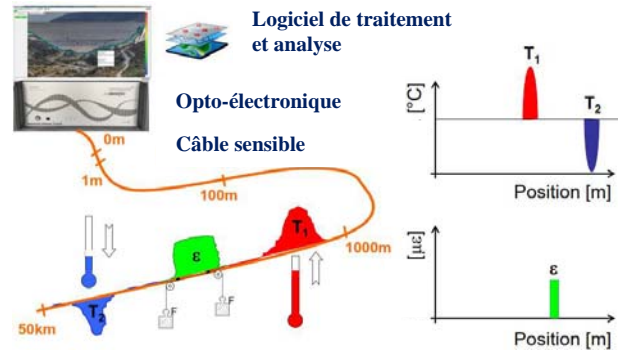 Logiciel de traitement
et analyse
Opto-électronique
Câble sensible
0m
1m
100m
1000m
50km
T1
T2
ε
F
F
[°C]
T1
T2
Position [m]
[με]
ε
Position [m]